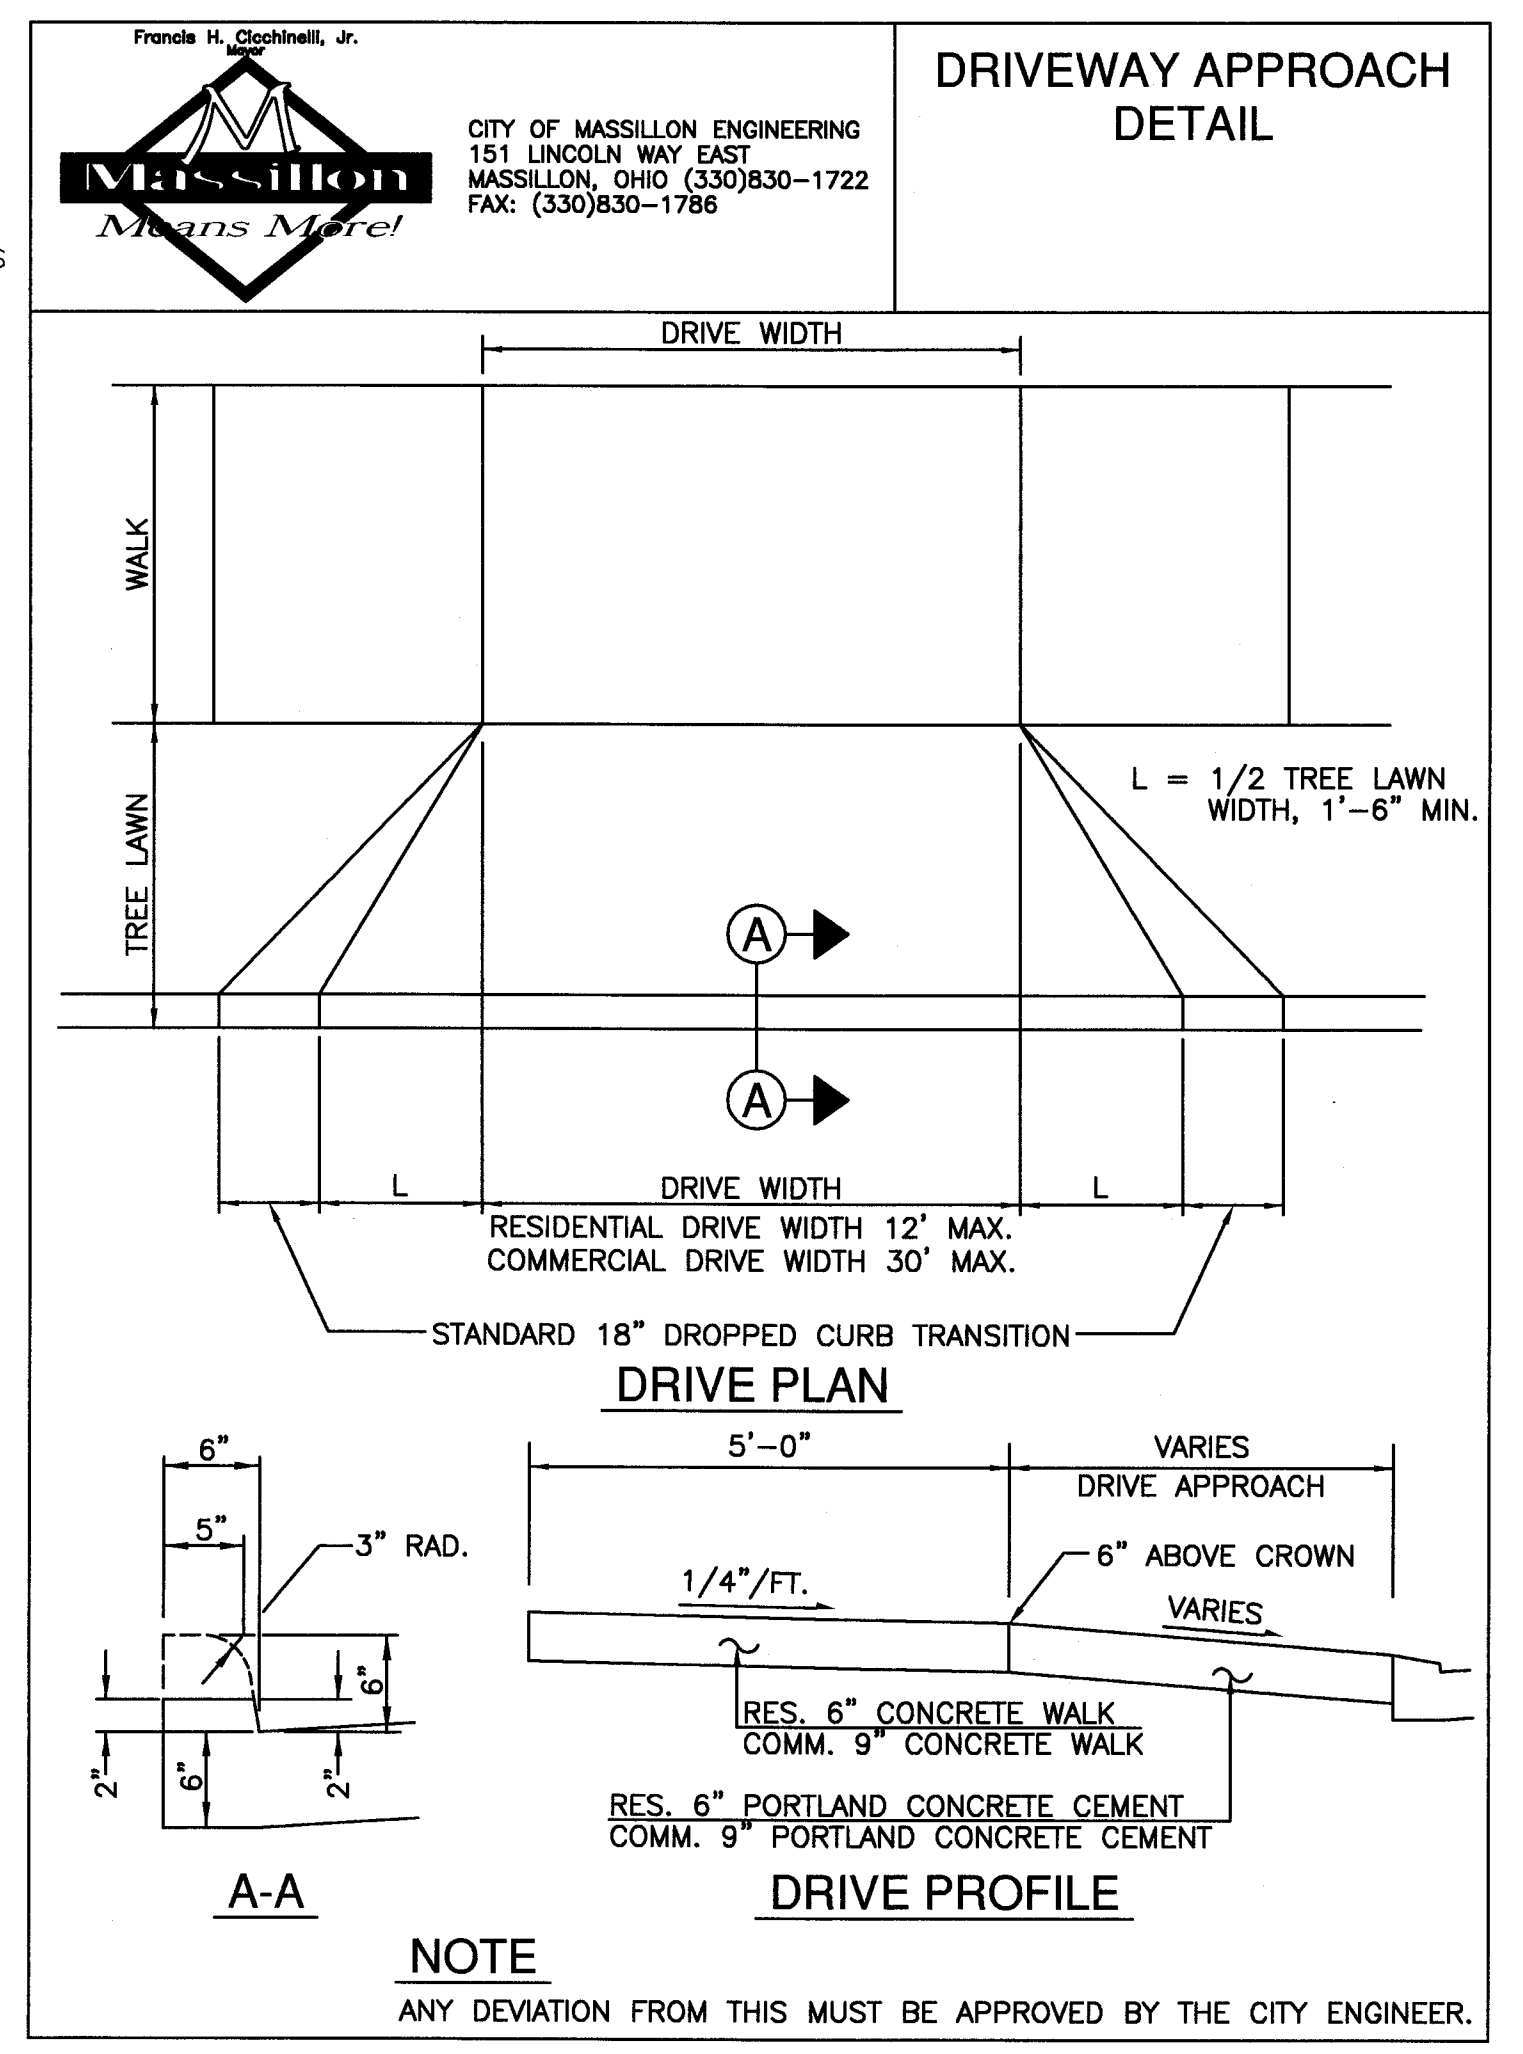 Francis H. Cicchinelli, Jr.
Mayor
M
Massillon
Means More!
CITY OF MASSILLON ENGINEERING
151 LINCOLN WAY EAST
MASSILLON, OHIO (330)830-1722
FAX: (330)830-1786
DRIVEWAY APPROACH
DETAIL
S
DRIVE WIDTH
WALK
TREE LAWN
L = 1/2 TREE LAWN
WIDTH, 1'-6" MIN.
A
A
L
DRIVE WIDTH
L
RESIDENTIAL DRIVE WIDTH 12' MAX.
COMMERCIAL DRIVE WIDTH 30' MAX.
STANDARD 18" DROPPED CURB TRANSITION
DRIVE PLAN
6"
5"
3" RAD.
6"
2"
6"
2"
A-A
5'-0"
VARIES
DRIVE APPROACH
6" ABOVE CROWN
1/4"/FT.
VARIES
RES. 6" CONCRETE WALK
COMM. 9" CONCRETE WALK
RES. 6" PORTLAND CONCRETE CEMENT
COMM. 9" PORTLAND CONCRETE CEMENT
DRIVE PROFILE
NOTE
ANY DEVIATION FROM THIS MUST BE APPROVED BY THE CITY ENGINEER.